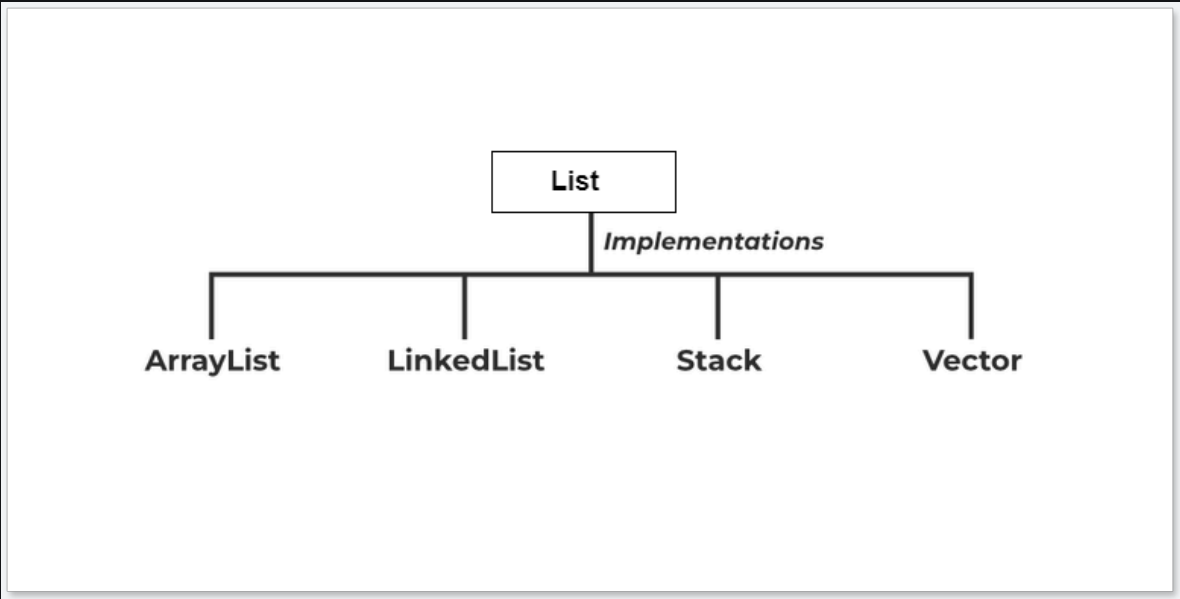 List
Implementations
ArrayList
LinkedList
Stack
Vector